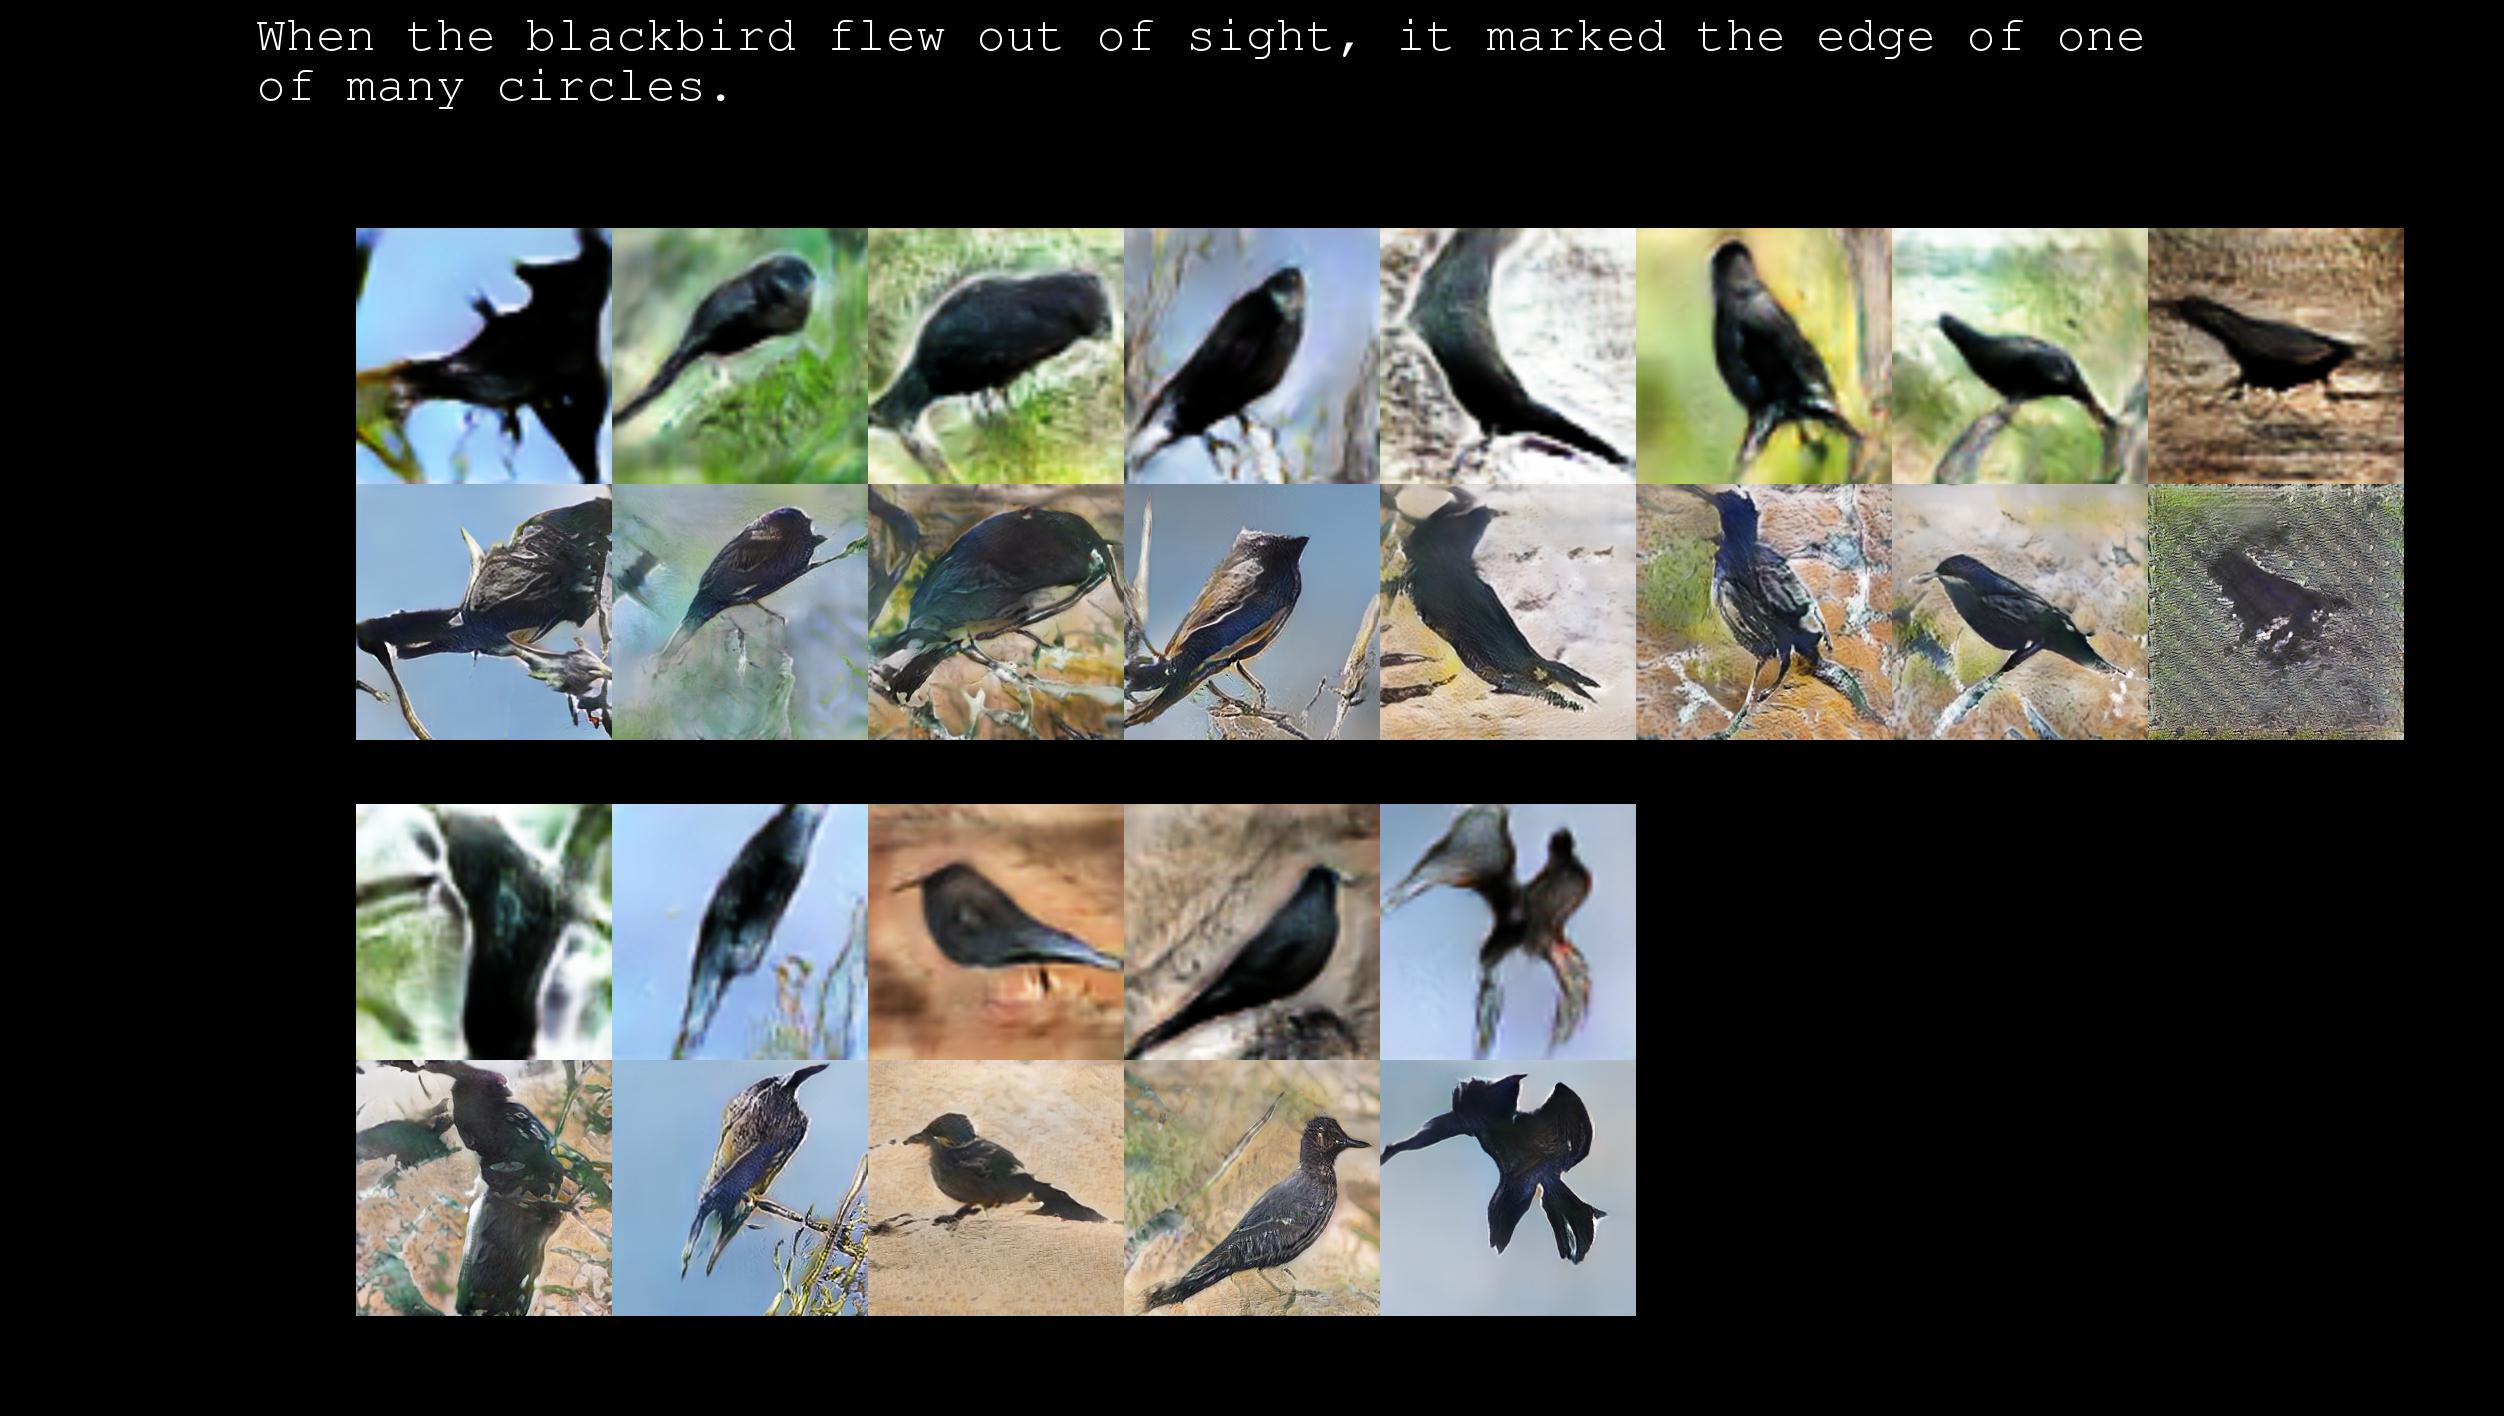 When the blackbird flew out of sight, it marked the edge of one
of many circles.